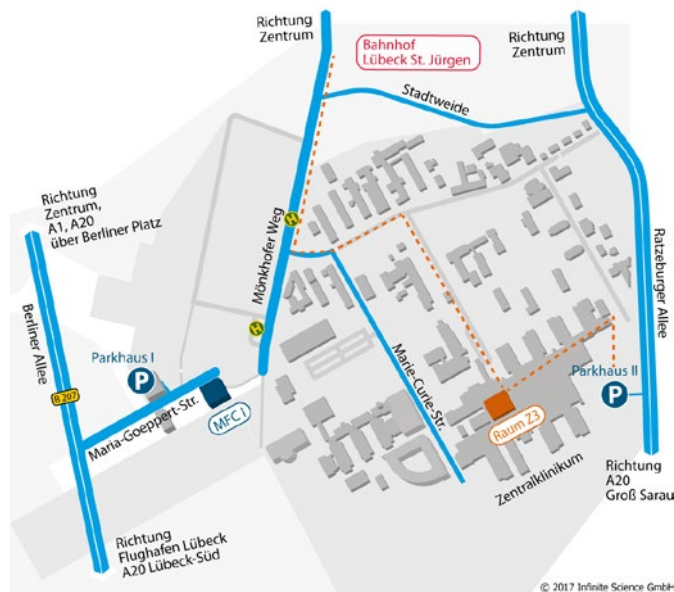 Richtung
Zentrum
Bahnhof
Lübeck St. Jürgen
Richtung
Zentrum
Stadtweide
Richtung
Zentrum,
A1, A20
über Berliner Platz
H
Mönkhofer Weg
Ratzeburger Allee
Berliner Allee
H
Parkhaus I
P
B 207
Maria-Goeppert-Str.
MFC I
Marie-Curie-Str.
Parkhaus II
P
Raum Z3
Zentralklinikum
Richtung
A20
Groß Sarau
Richtung
Flughafen Lübeck
A20 Lübeck-Süd
© 2017 Infinite Science GmbH